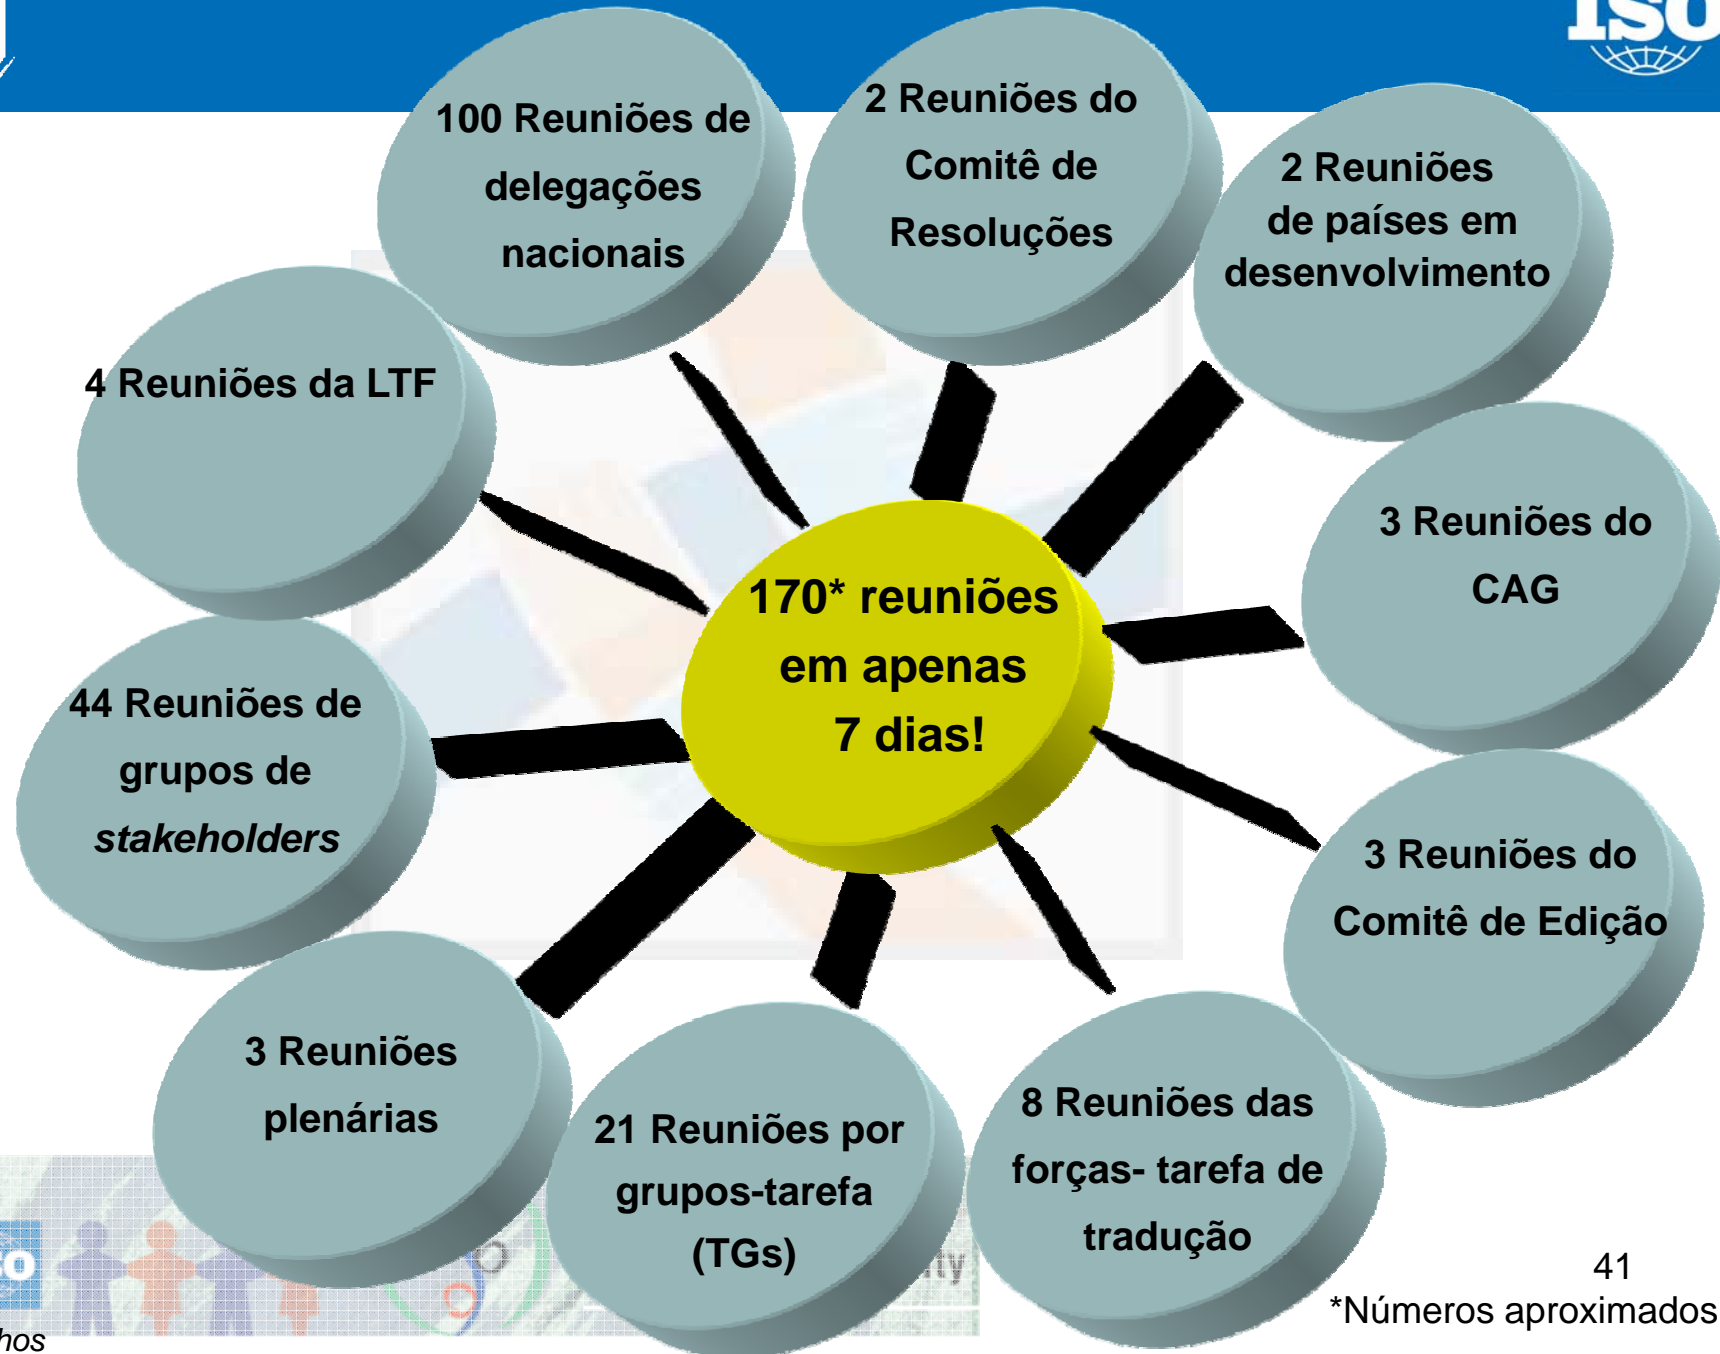 ISO
100 Reuniões de
delegações
nacionais
2 Reuniões do
Comitê de
Resoluções
2 Reuniões
de países em
desenvolvimento
4 Reuniões da LTF
3 Reuniões do
CAG
170* reuniões
em apenas
7 dias!
44 Reuniões de
grupos de
stakeholders
3 Reuniões do
Comitê de Edição
3 Reuniões
plenárias
21 Reuniões por
grupos-tarefa
(TGs)
8 Reuniões das
forças- tarefa de
tradução
41
*Números aproximados